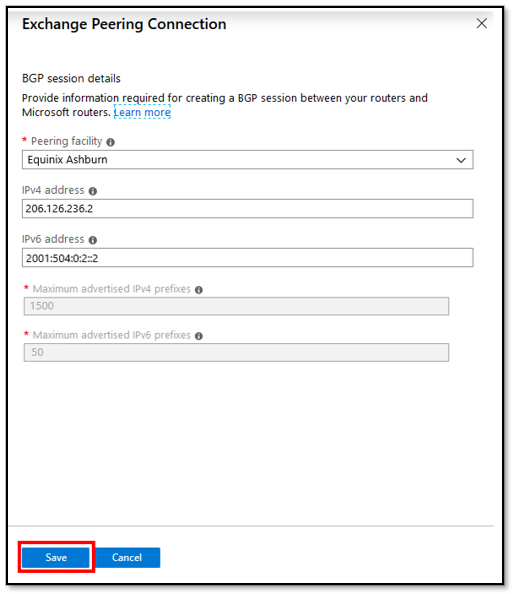 Exchange Peering Connection
BGP session details
Provide information required for creating a BGP session between your routers and
Microsoft routers. Learn more
* Peering facility
Equinix Ashburn
IPv4 address
206.126.236.2
IPv6 address
2001:504:0:2::2
* Maximum advertised IPv4 prefixes
1500
* Maximum advertised IPv6 prefixes
50
Save Cancel